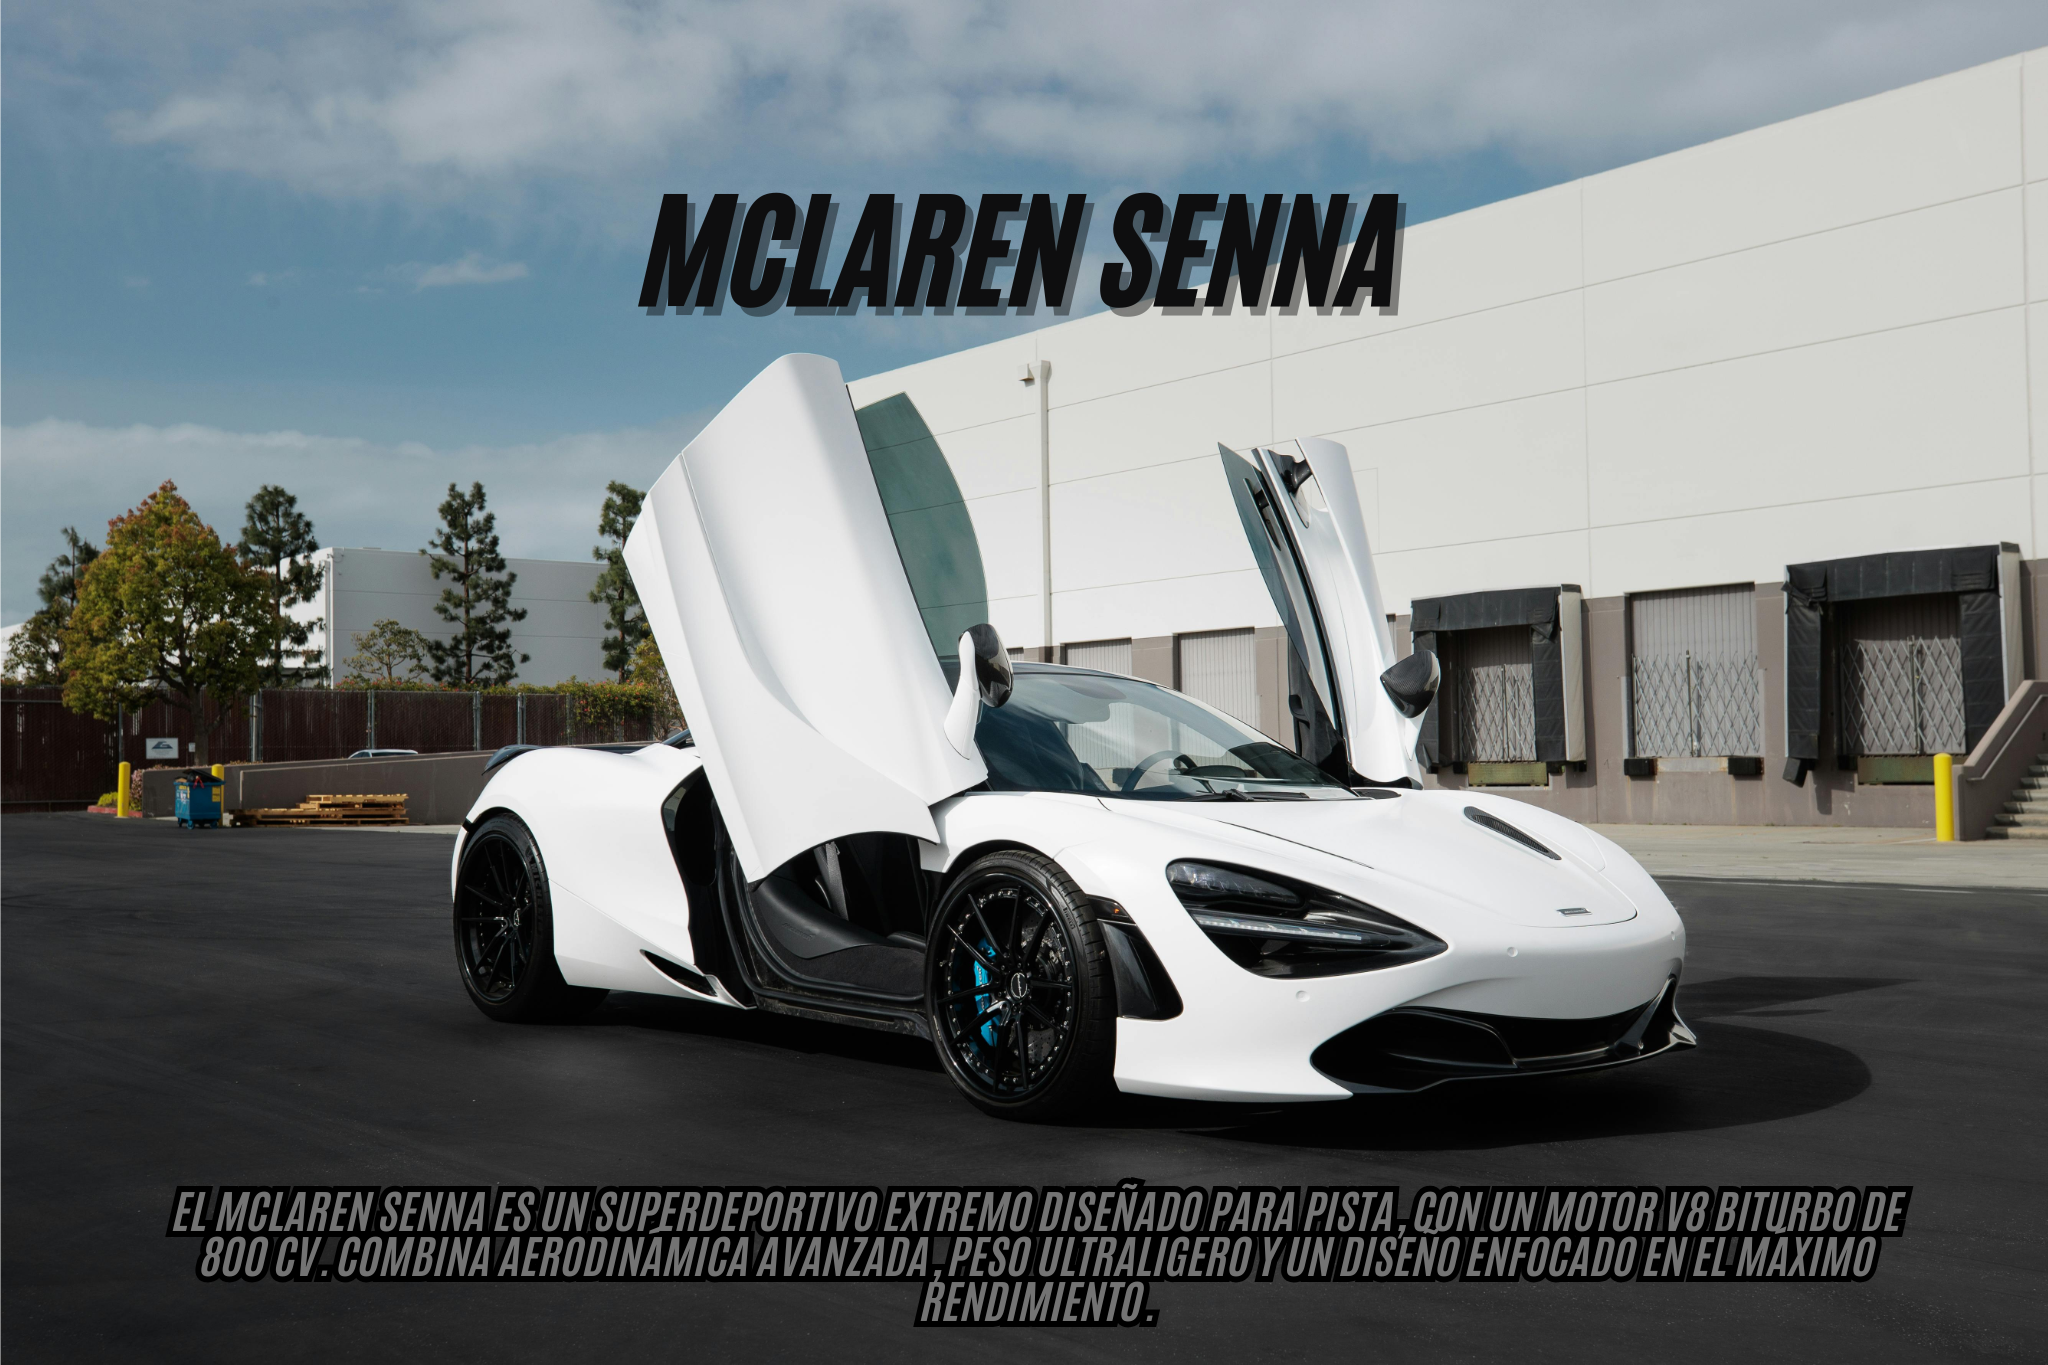 MCLAREN SENNA
EL MCLAREN SENNA ES UN SUPERDEPORTIVO EXTREMO DISEÑADO PARA PISTA, CON UN MOTOR V8 BITURBO DE
800 CV. COMBINA AERODINÁMICA AVANZADA, PESO ULTRALIGERO Y UN DISEÑO ENFOCADO EN EL MÁXIMO
RENDIMIENTO.